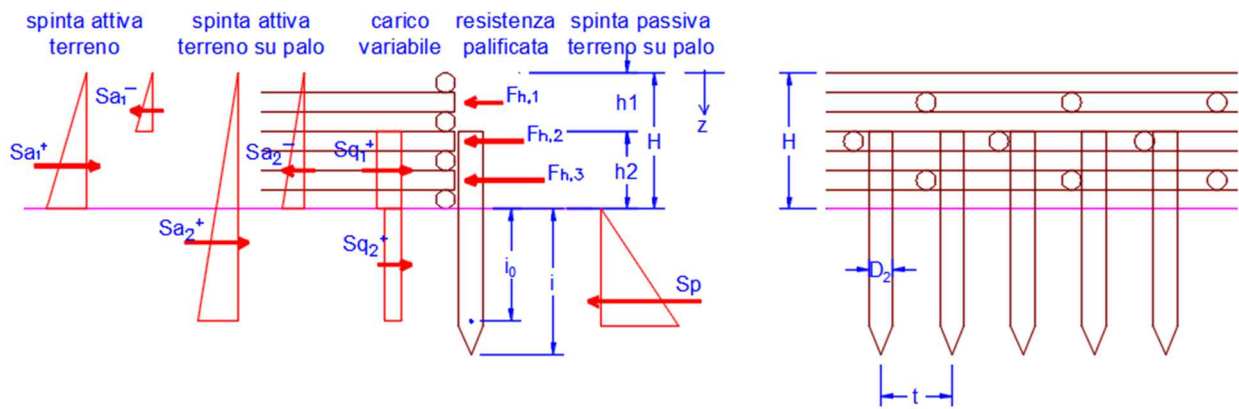 spinta attiva
terreno
spinta attiva
terreno su palo
carico
variabile
resistenza
palificata
spinta passiva
terreno su palo
Sa₁⁻
Sa₁⁺
Sa₂⁺
Sa₂⁻
Sq₁⁺
Sq₂⁺
Fh,1
Fh,2
Fh,3
h1
h2
H
z
i₀
i
Sp
H
D₂
t